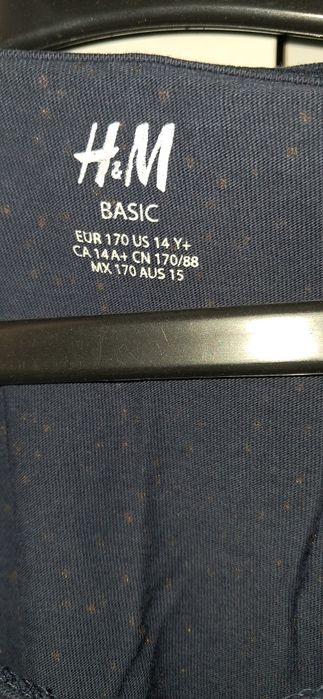 H&M
BASIC
EUR 170 US 14 Y+
CA 14A+ CN 170/88
MX 170 AUS 15